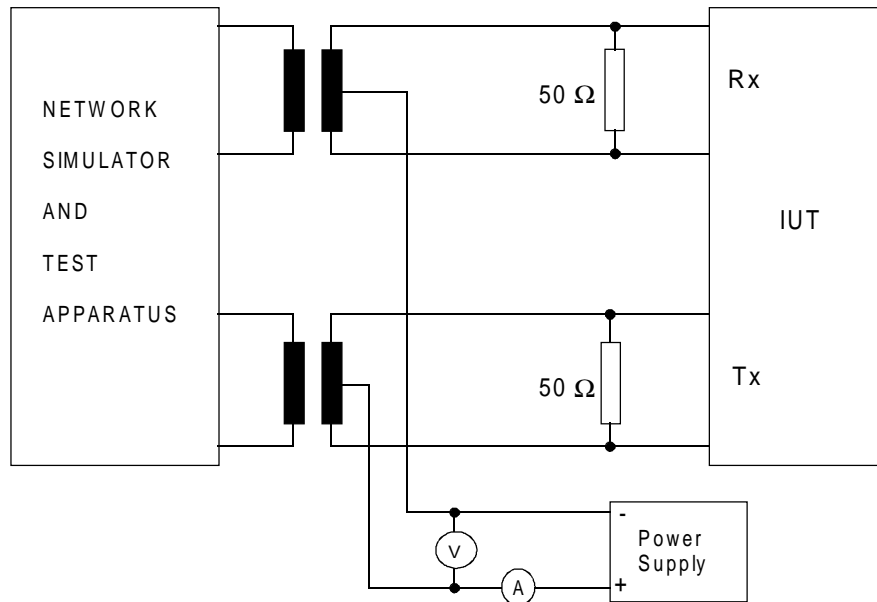 NETWORK
SIMULATOR
AND
TEST
APPARATUS
50 Ω
Rx
IUT
50 Ω
Tx
V
A
-
Power
Supply
+